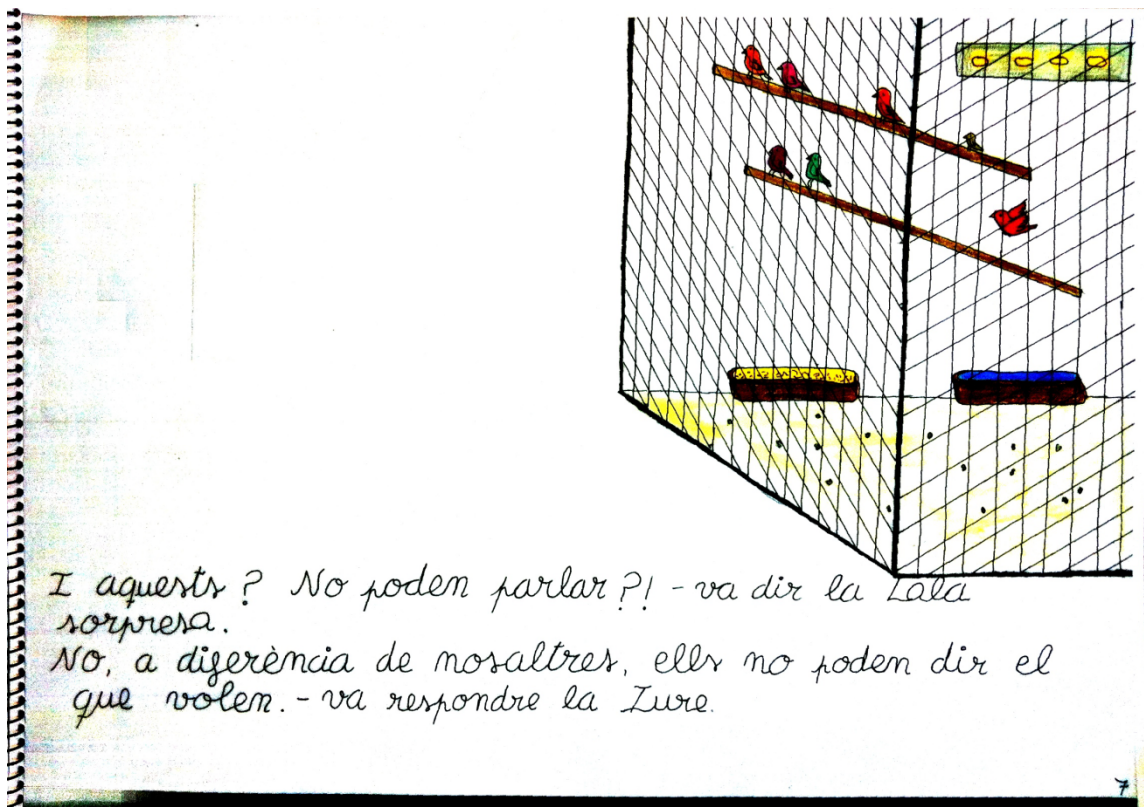 I aquests? No poden parlar?! - va dir la Lala
sorpresa.
No, a diferència de nosaltres, ells no poden dir el
que volen. - va respondre la Zure.
7